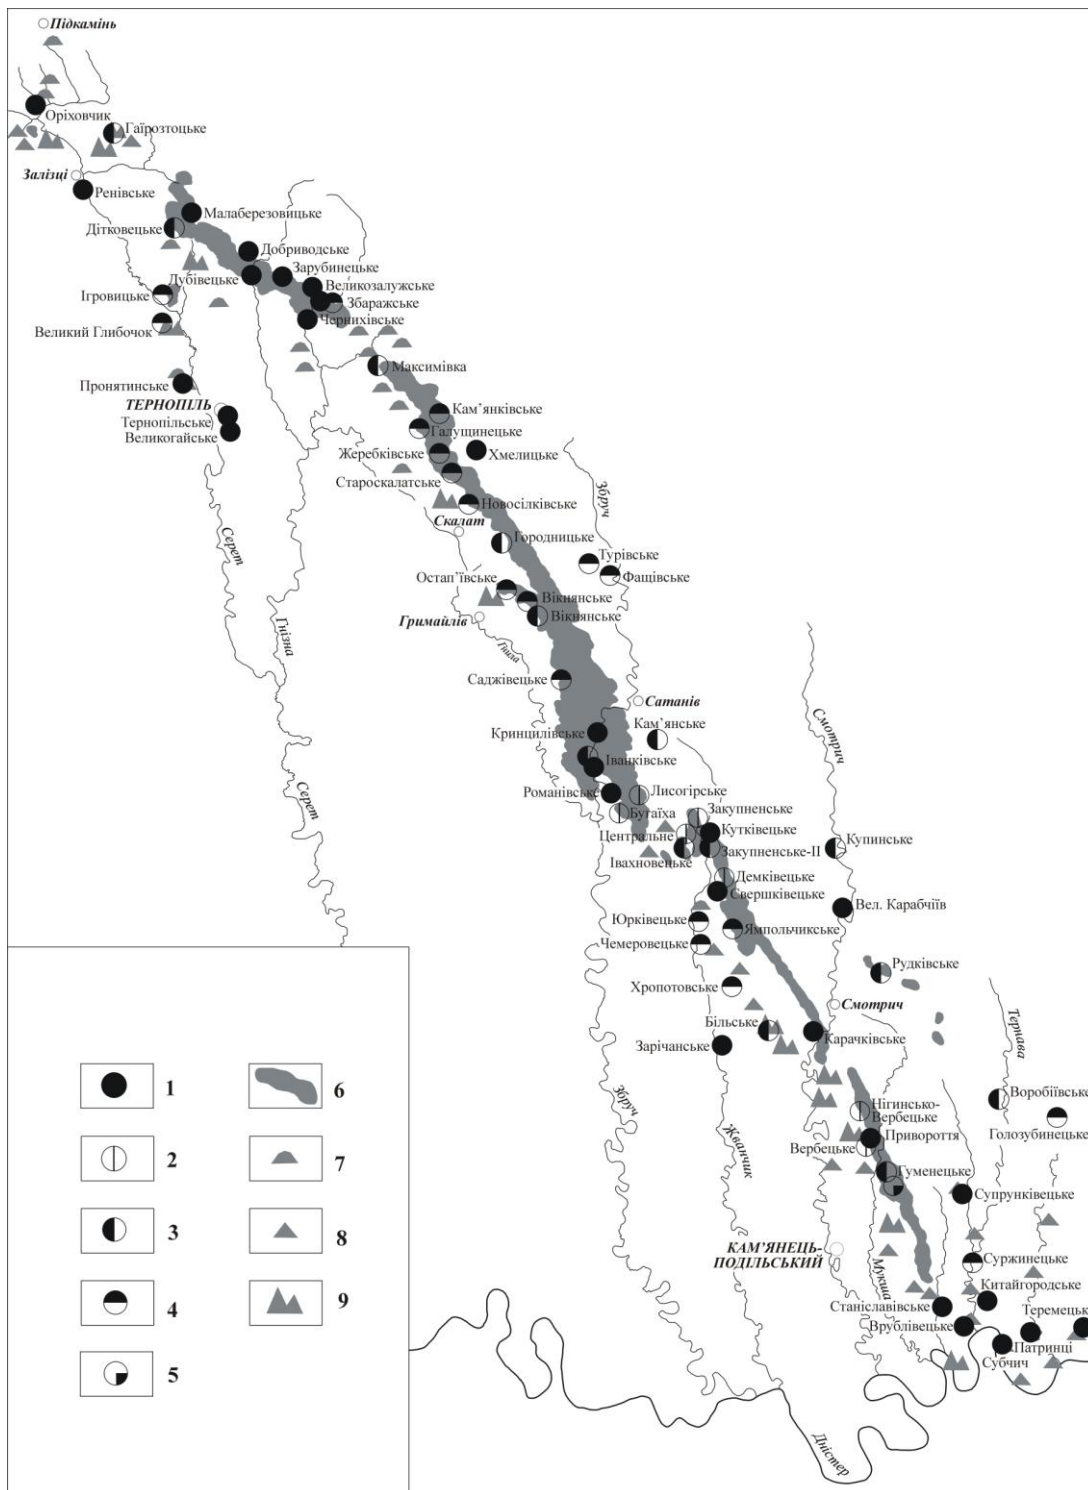 Підкамінь
Оріховчик
Гаїрозтоцьке
Залізці
Ренівське
Малаберезовицьке
Дітковецьке
Добриводське
Зарубинецьке
Дубівецьке
Великозалужське
Ігровицьке
Збаражське
Великий Глибочок
Чернихівське
Максимівка
Пронятинське
ТЕРНОПІЛЬ
Кам’янківське
Тернопільське
Галущинецьке
Великогайське
Жеребківське
Хмелицьке
Староскалатське
Збруч
Новосілківське
Скалат
Серет
Городницьке
Турівське
Остап’ївське
Фащівське
Вікнянське
Гнізна
Гримайлів
Вікнянське
Гнила
Саджівецьке
Сатанів
Смотрич
Кринцилівське
Кам’янське
Іванківське
Серет
Романівське
Лисогірське
Бугаїха
Закупненське
Центральне
Кутківецьке
Купинське
Івахновецьке
Закупненське-ІІ
Демківецьке
Свершківецьке
Вел. Карабчіїв
Юрківецьке
Ямпольчикське
Чемеровецьке
Рудківське
Хропотовське
Смотрич
Тернава
Більське
Зарічанське
Карачківське
Збруч
Жванчик
Воробіївське
Нігинсько-
Вербецьке
Голозубинецьке
Привороття
Вербецьке
Гуменецьке
Супрунківецьке
КАМ’ЯНЕЦЬ-
ПОДІЛЬСЬКИЙ
Мукша
Суржинецьке
Китайгородське
Станіславівське
Теремецьке
Врублівецьке
Патринці
Субчич
Дністер
1
6
2
7
3
8
4
9
5